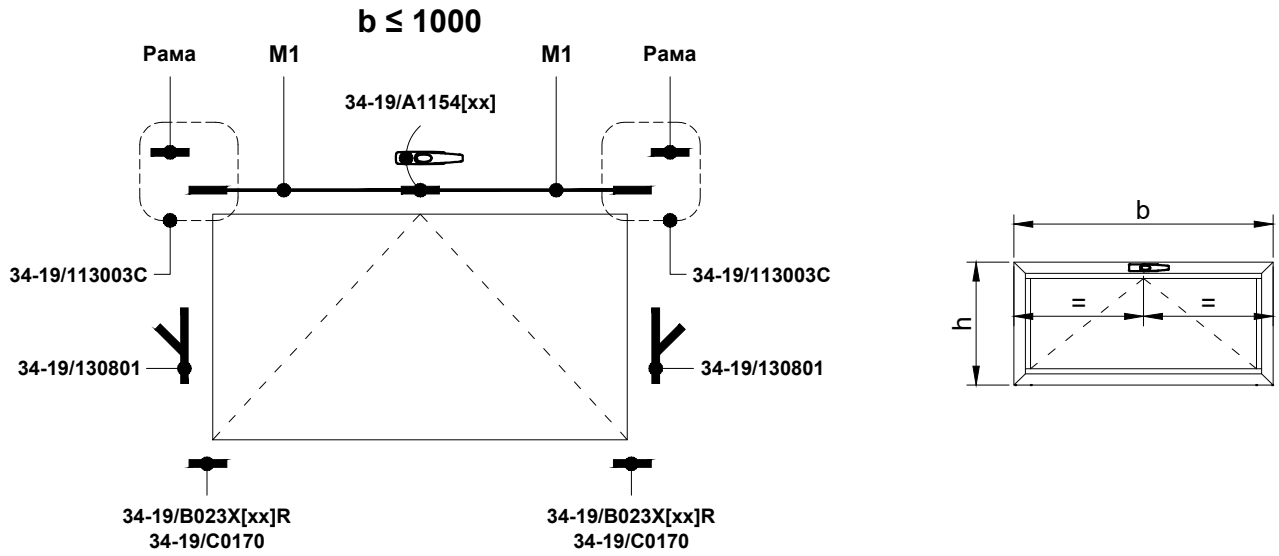 b ≤ 1000
Рама
M1
M1
Рама
34-19/A1154[xx]
34-19/113003C
34-19/113003C
34-19/130801
34-19/130801
34-19/B023X[xx]R
34-19/C0170
34-19/B023X[xx]R
34-19/C0170
b
h
=
=